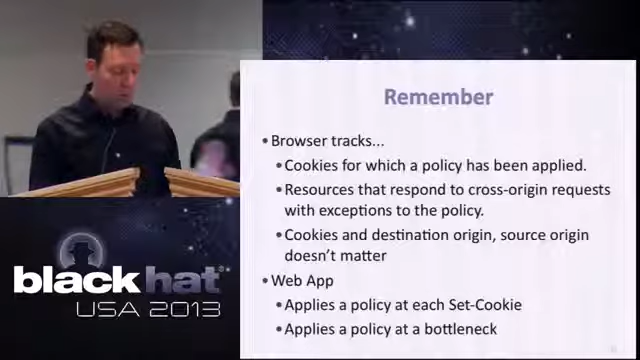 Remember
• Browser tracks...
• Cookies for which a policy has been applied.
• Resources that respond to cross-origin requests
with exceptions to the policy.
• Cookies and destination origin, source origin
doesn't matter
• Web App
• Applies a policy at each Set-Cookie
• Applies a policy at a bottleneck
black hat®
USA 2013